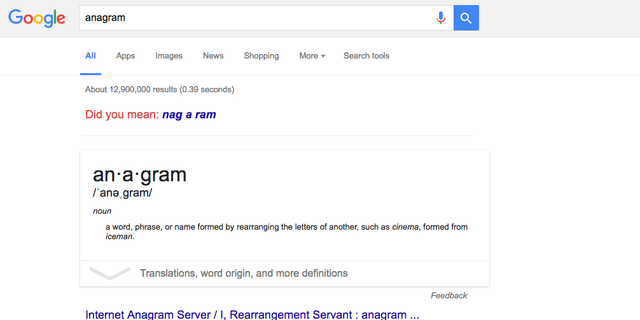 Google
anagram
All Apps Images News Shopping More Search tools
About 12,900,000 results (0.39 seconds)
Did you mean: nag a ram
an·a·gram
/ˈanəˌgram/
noun
a word, phrase, or name formed by rearranging the letters of another, such as cinema, formed from
iceman.
Translations, word origin, and more definitions
Feedback
Internet Anagram Server / I, Rearrangement Servant : anagram ...